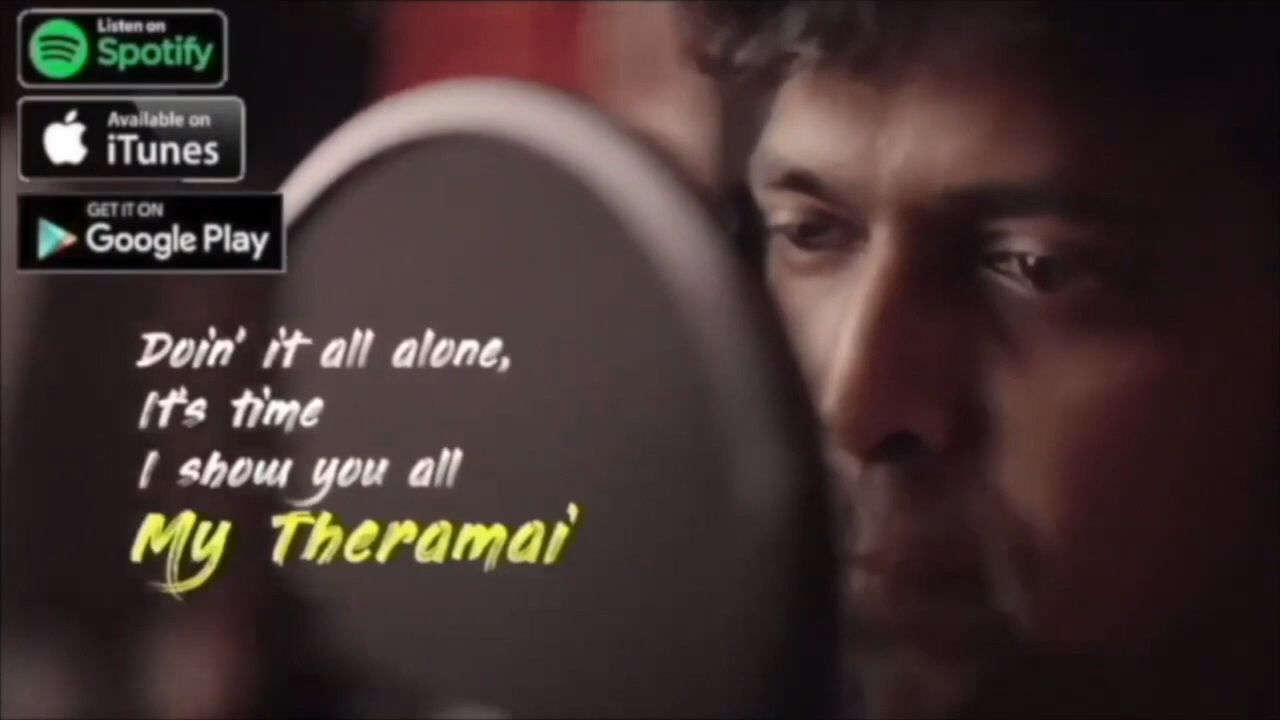 Listen on
Spotify
Available on
iTunes
GET IT ON
Google Play
Doin' it all alone,
It's time
I show you all
My Theramai